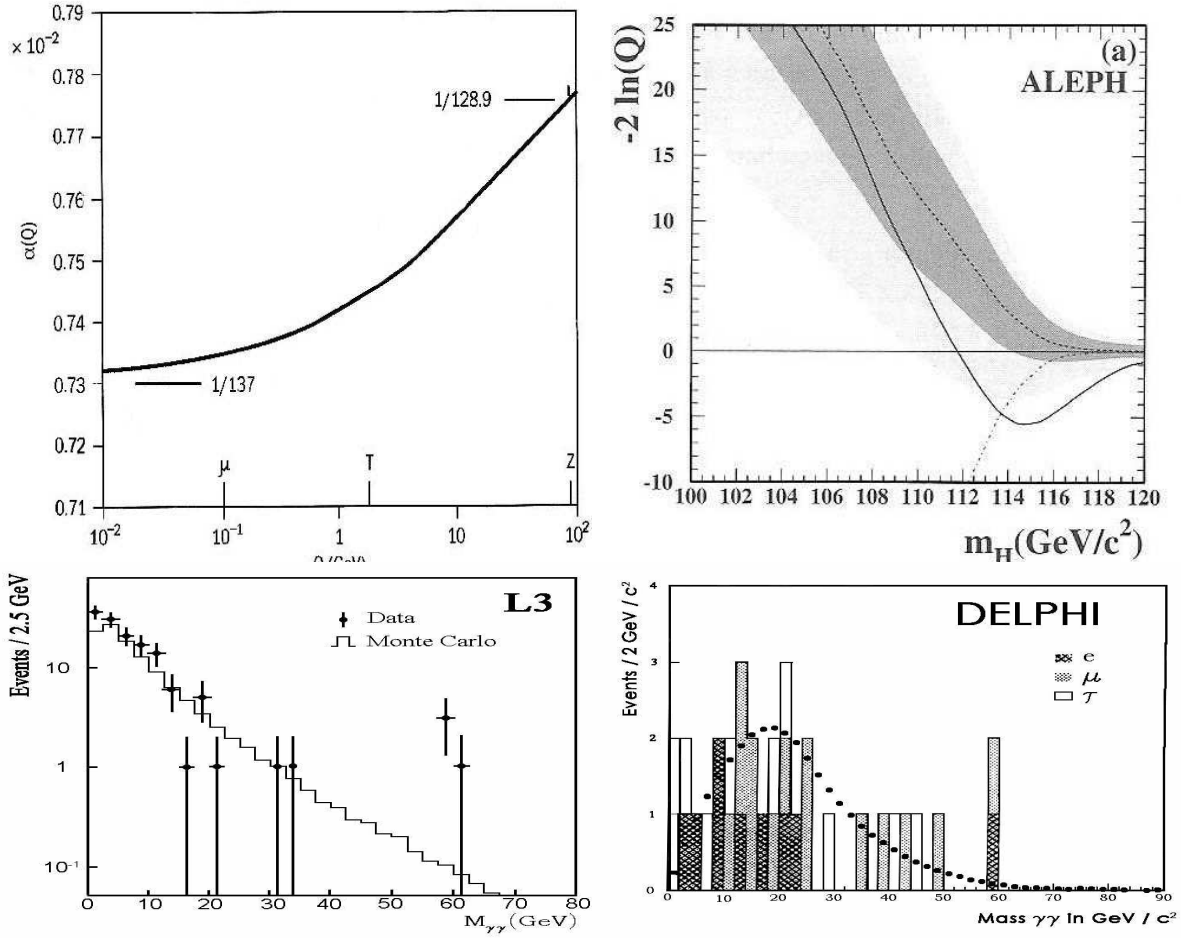 0.79
× 10⁻²
0.78
0.77
0.76
0.75
0.74
0.73
0.72
0.71
α(Q)
1/128.9
1/137
μ
T
Z
10⁻²
10⁻¹
1
10
10²
(a)
ALEPH
-2 ln(Q)
25
20
15
10
5
0
-5
-10
100 102 104 106 108 110 112 114 116 118 120
m_H(GeV/c²)
L3
Data
Monte Carlo
Events / 2.5 GeV
10
1
10⁻¹
0 10 20 30 40 50 60 70 80
M_γγ(GeV)
DELPHI
e
μ
τ
Events / 2 GeV / c²
4
3
2
1
0
0 10 20 30 40 50 60 70 80 90
Mass γγ In GeV / c²